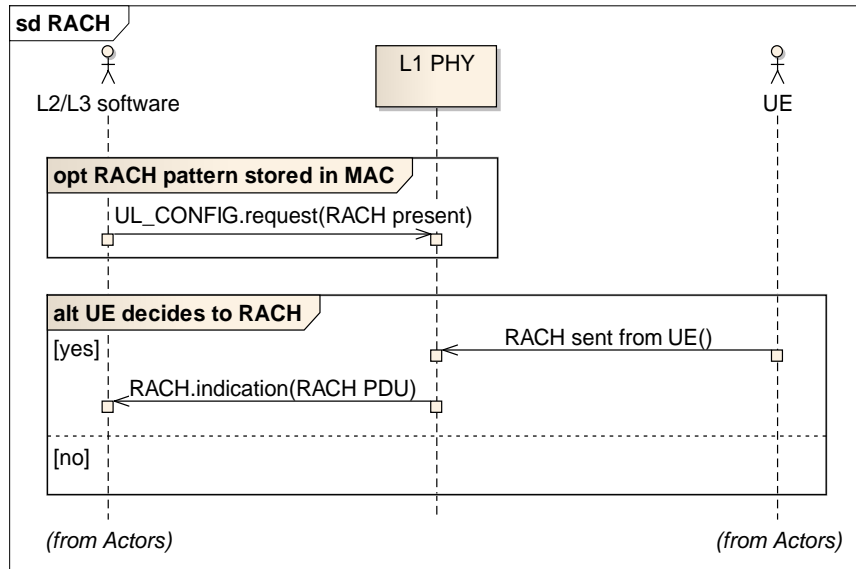 sd RACH
L2/L3 software
L1 PHY
UE
opt RACH pattern stored in MAC
UL_CONFIG.request(RACH present)
alt UE decides to RACH
[yes]
RACH sent from UE()
RACH.indication(RACH PDU)
[no]
(from Actors)
(from Actors)